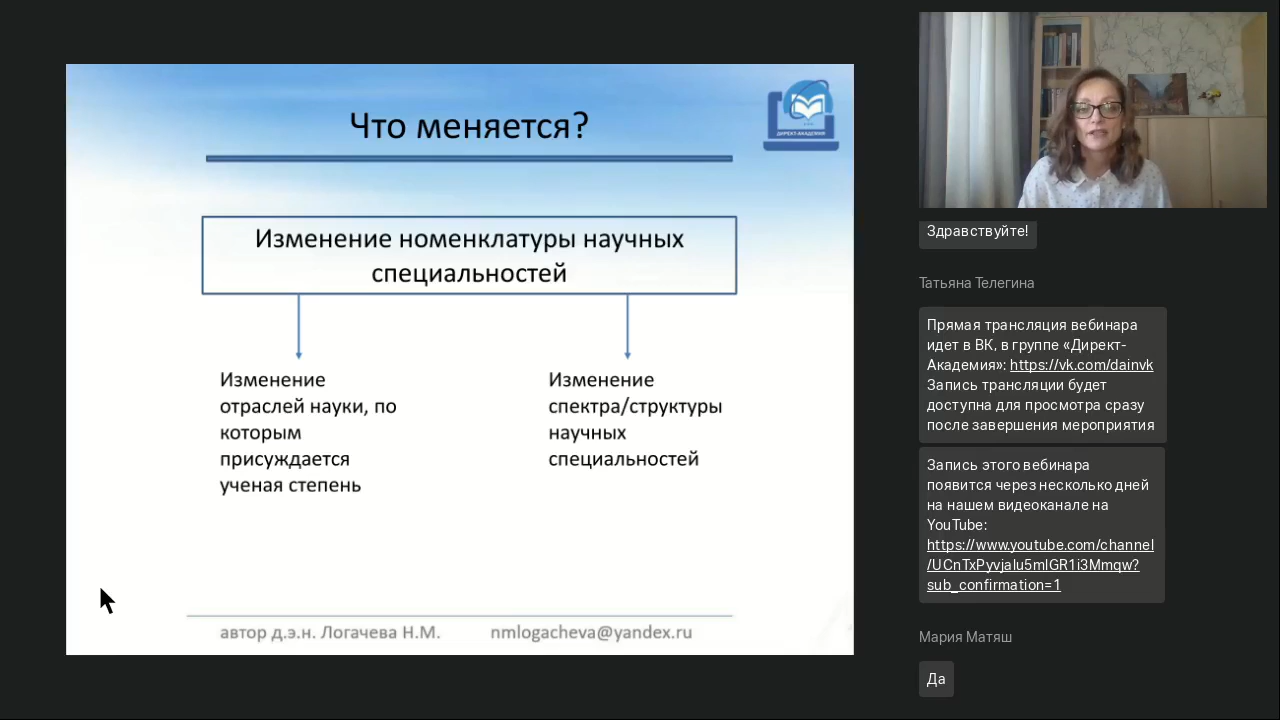 Что меняется?
ДИРЕКТ-АКАДЕМИЯ
Изменение номенклатуры научных
специальностей
Изменение
отраслей науки, по
которым
присуждается
ученая степень
Изменение
спектра/структуры
научных
специальностей
автор д.э.н. Логачева Н.М.
nmlogacheva@yandex.ru
Здравствуйте!
Татьяна Телегина
Прямая трансляция вебинара
идет в ВК, в группе «Директ-
Академия»: https://vk.com/dainvk
Запись трансляции будет
доступна для просмотра сразу
после завершения мероприятия
Запись этого вебинара
появится через несколько дней
на нашем видеоканале на
YouTube:
https://www.youtube.com/channel
/UCnTxPyvjalu5mlGR1i3Mmqw?
sub_confirmation=1
Мария Матяш
Да